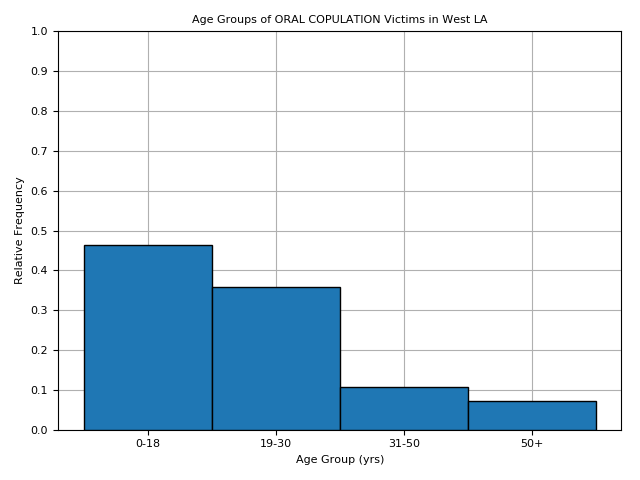 Age Groups of ORAL COPULATION Victims in West LA
1.0
0.9
0.8
0.7
0.6
0.5
0.4
0.3
0.2
0.1
0.0
Relative Frequency
0-18 19-30 31-50 50+
Age Group (yrs)